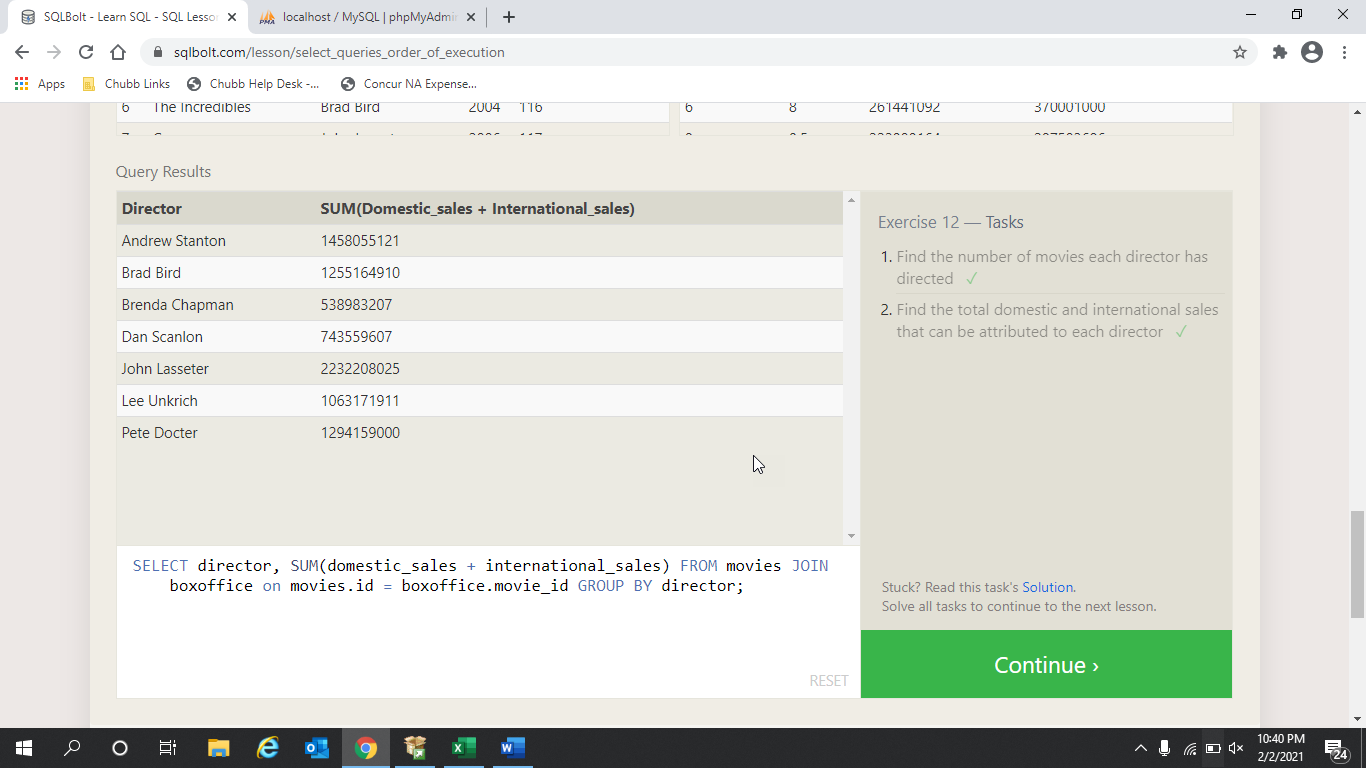 SQLBolt - Learn SQL - SQL Lesson
localhost / MySQL | phpMyAdmi
sqlbolt.com/lesson/select_queries_order_of_execution
Apps Chubb Links Chubb Help Desk -... Concur NA Expense...
6 The Incredibles Brad Bird 2004 116 6 8 261441092 370001000
Query Results
Director SUM(Domestic_sales + International_sales)
Andrew Stanton 1458055121
Brad Bird 1255164910
Brenda Chapman 538983207
Dan Scanlon 743559607
John Lasseter 2232208025
Lee Unkrich 1063171911
Pete Docter 1294159000
Exercise 12 — Tasks
1. Find the number of movies each director has
directed ✓
2. Find the total domestic and international sales
that can be attributed to each director ✓
SELECT director, SUM(domestic_sales + international_sales) FROM movies JOIN
boxoffice on movies.id = boxoffice.movie_id GROUP BY director;
RESET
Stuck? Read this task's Solution.
Solve all tasks to continue to the next lesson.
Continue ›
10:40 PM
2/2/2021
24